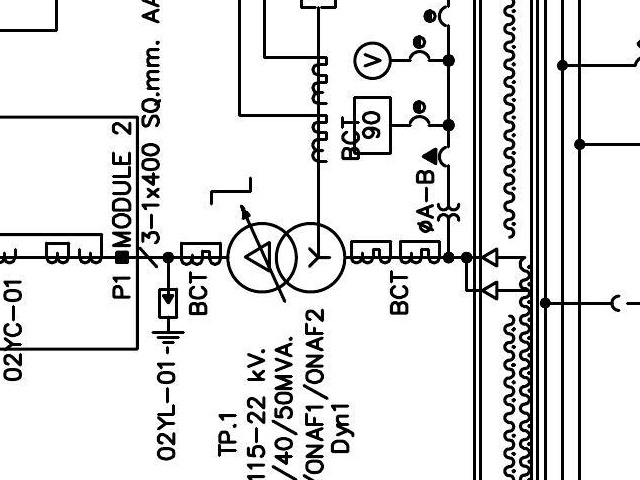 MODULE 2
P1
3-1x400 SQ.mm. AA
02YC-01
02YL-01
BCT
BCT
BCT
V
90
øA-B
TP.1
115-22 kV.
/40/50MVA.
/ONAF1/ONAF2
Dyn1